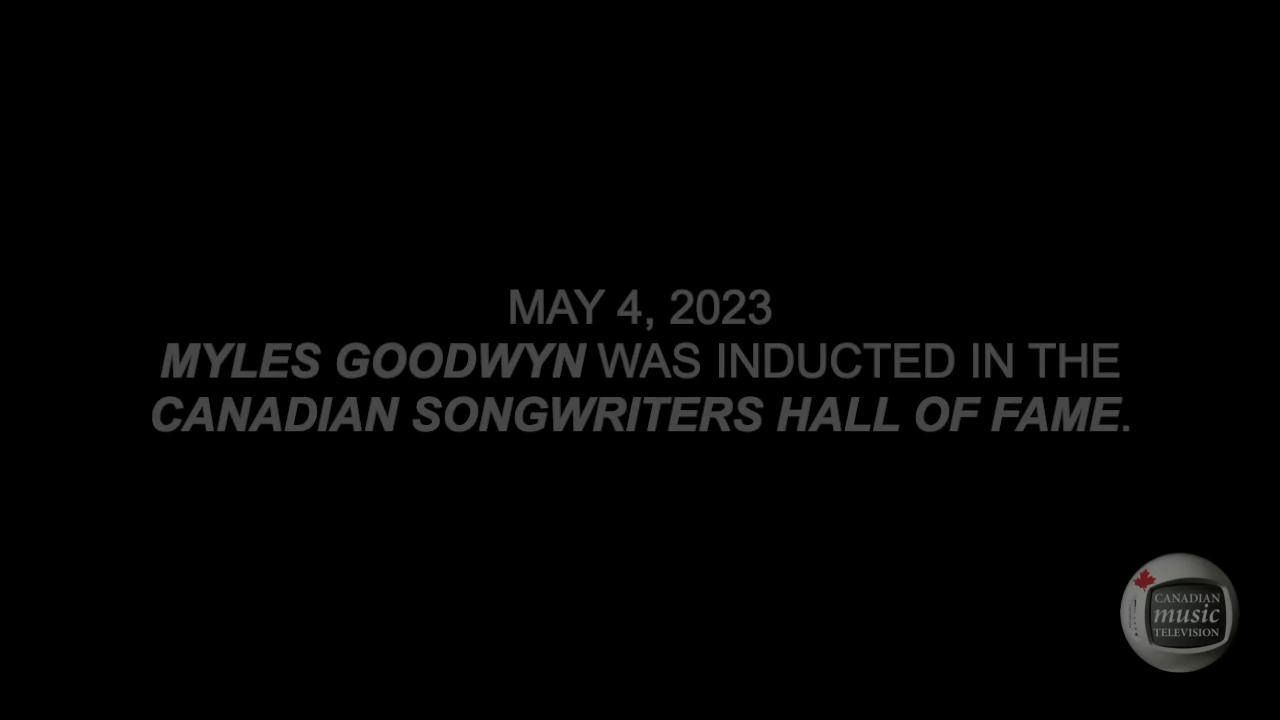 MAY 4, 2023
MYLES GOODWYN WAS INDUCTED IN THE
CANADIAN SONGWRITERS HALL OF FAME.
CANADIAN
music
TELEVISION